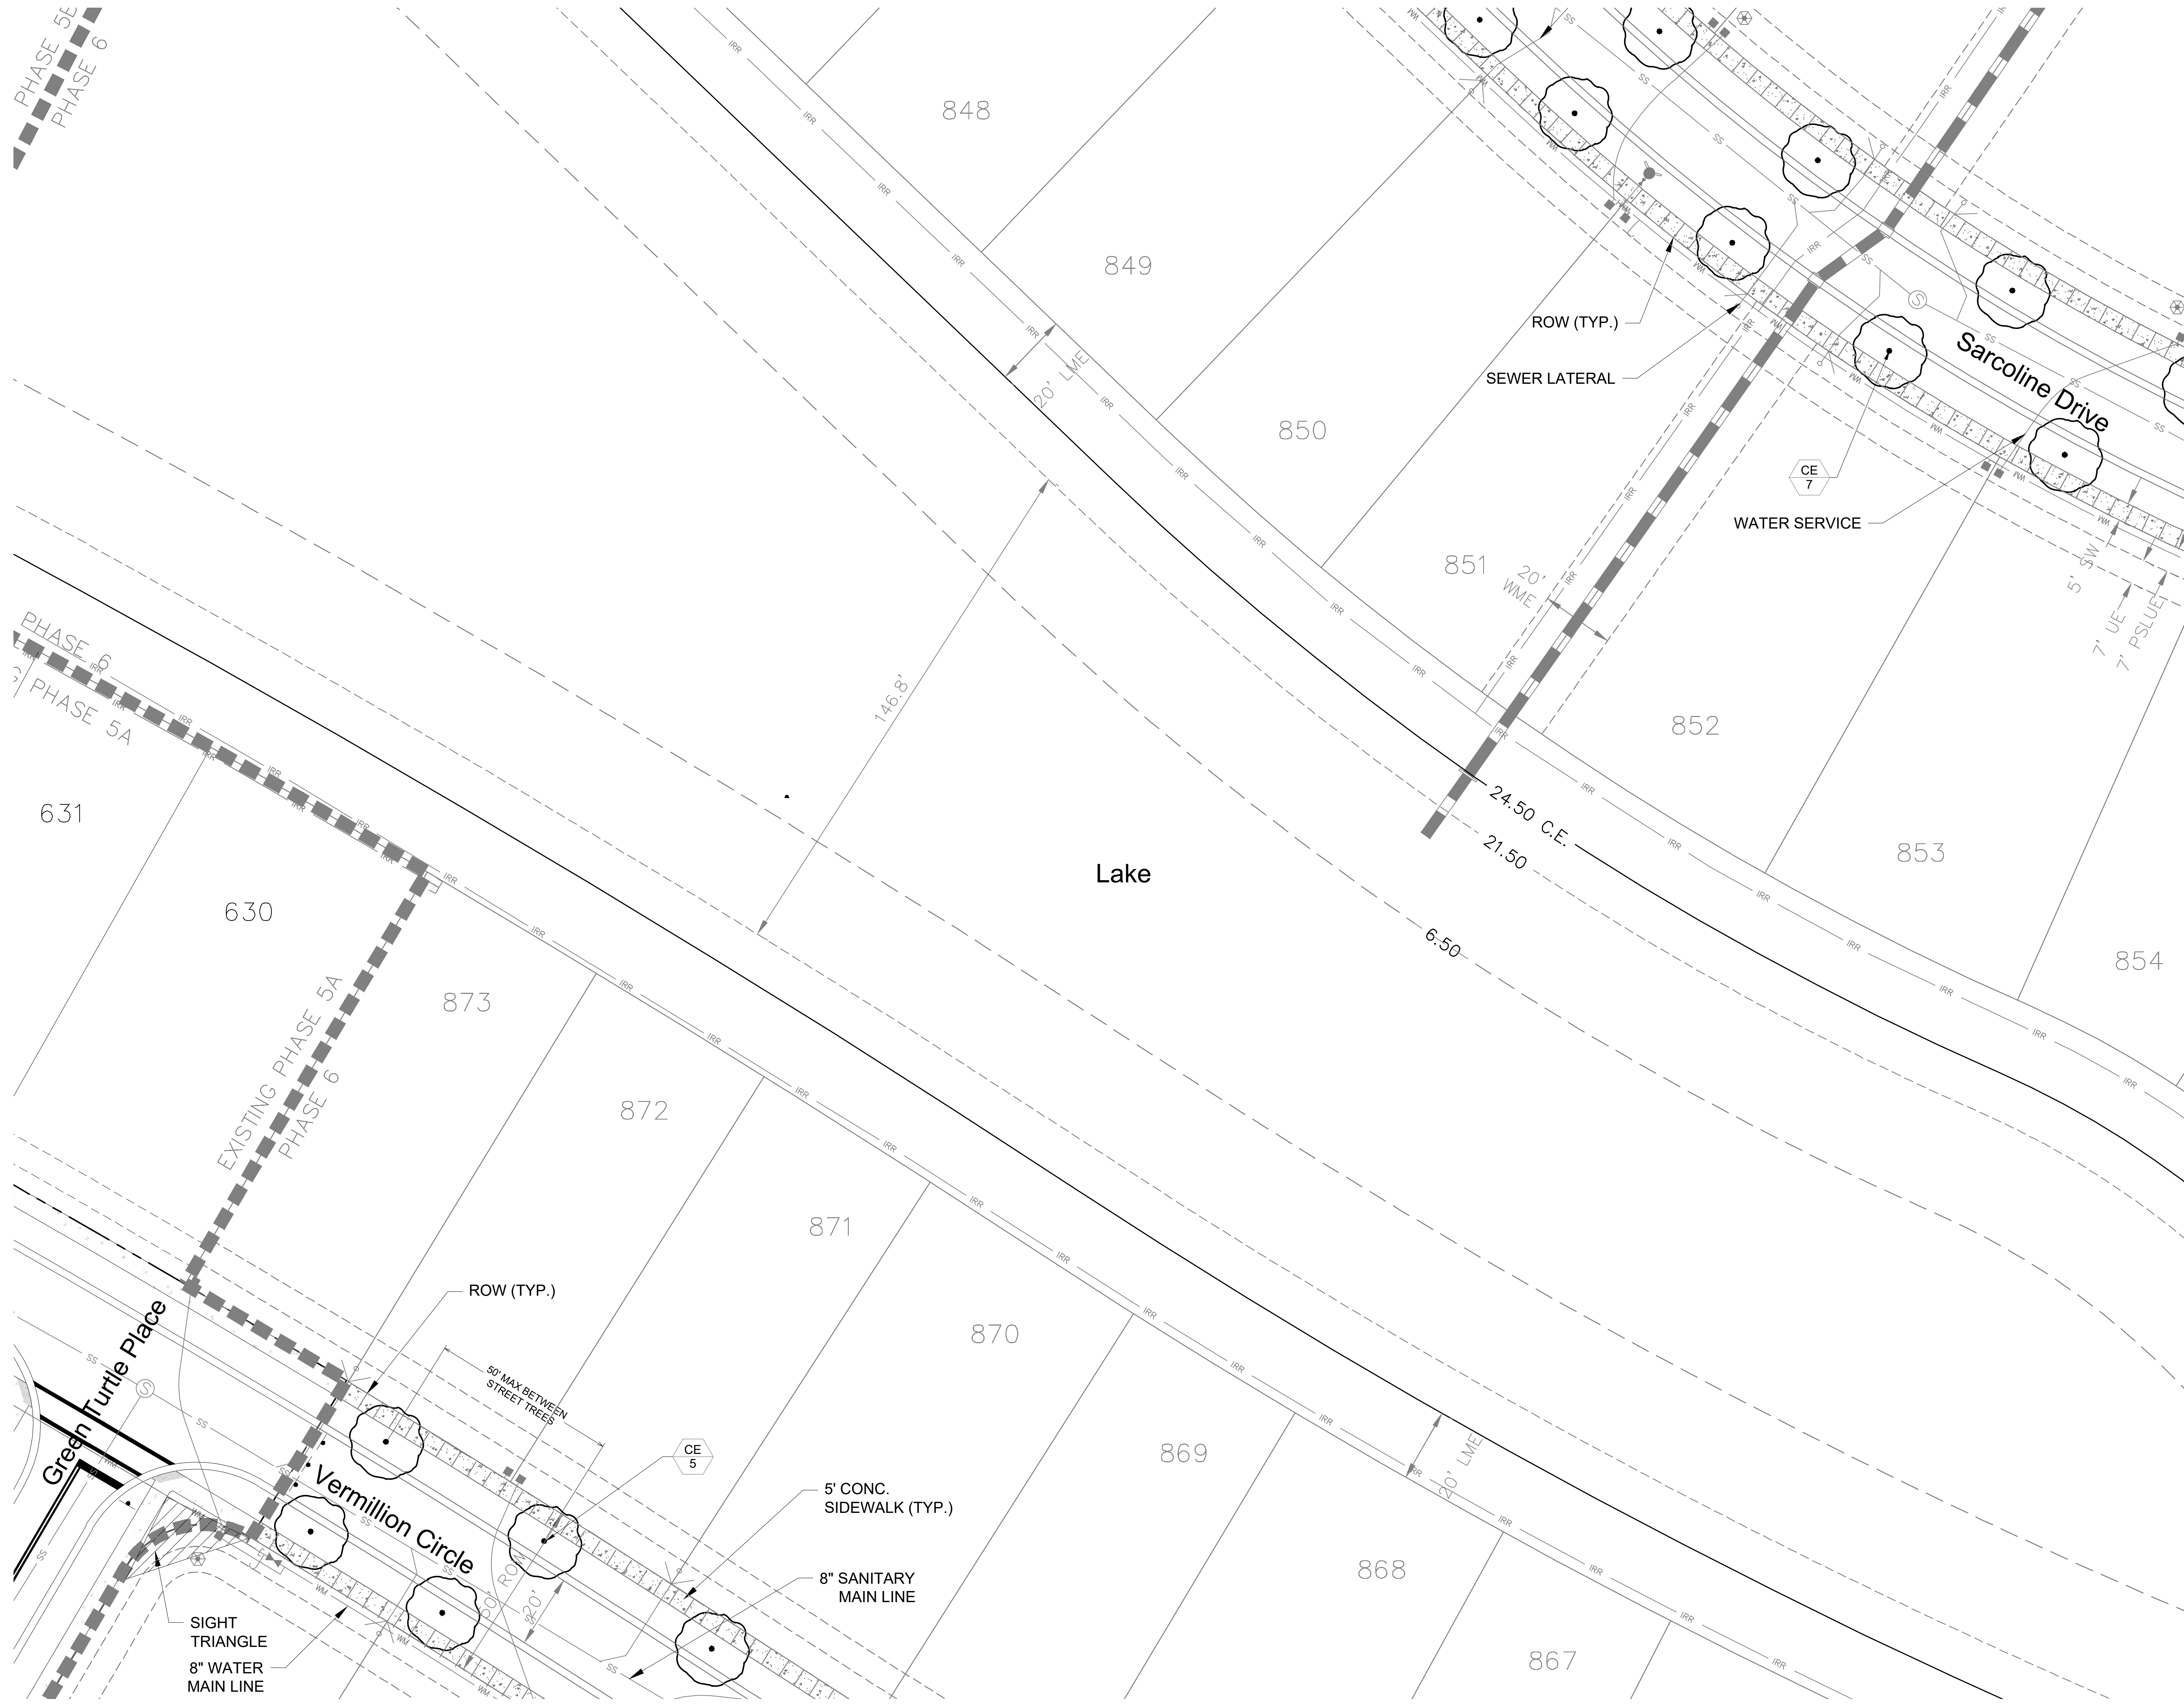 PHASE 5B
PHASE 6
848
849
850
851
852
853
854
20' LME
ROW (TYP.)
SEWER LATERAL
Sarcoline Drive
CE
7
WATER SERVICE
20'
WME
5' SW
7' UE
7' PSLUE
146.8'
PHASE 6
PHASE 5A
631
630
24.50 C.E.
21.50
Lake
6.50
873
872
871
870
869
868
867
EXISTING PHASE 5A
PHASE 6
Green Turtle Place
ROW (TYP.)
50' MAX BETWEEN
STREET TREES
CE
5
5' CONC.
SIDEWALK (TYP.)
Vermillion Circle
ROW
20'
8" SANITARY
MAIN LINE
20' LME
SIGHT
TRIANGLE
8" WATER
MAIN LINE
IRR
SS
WM
S